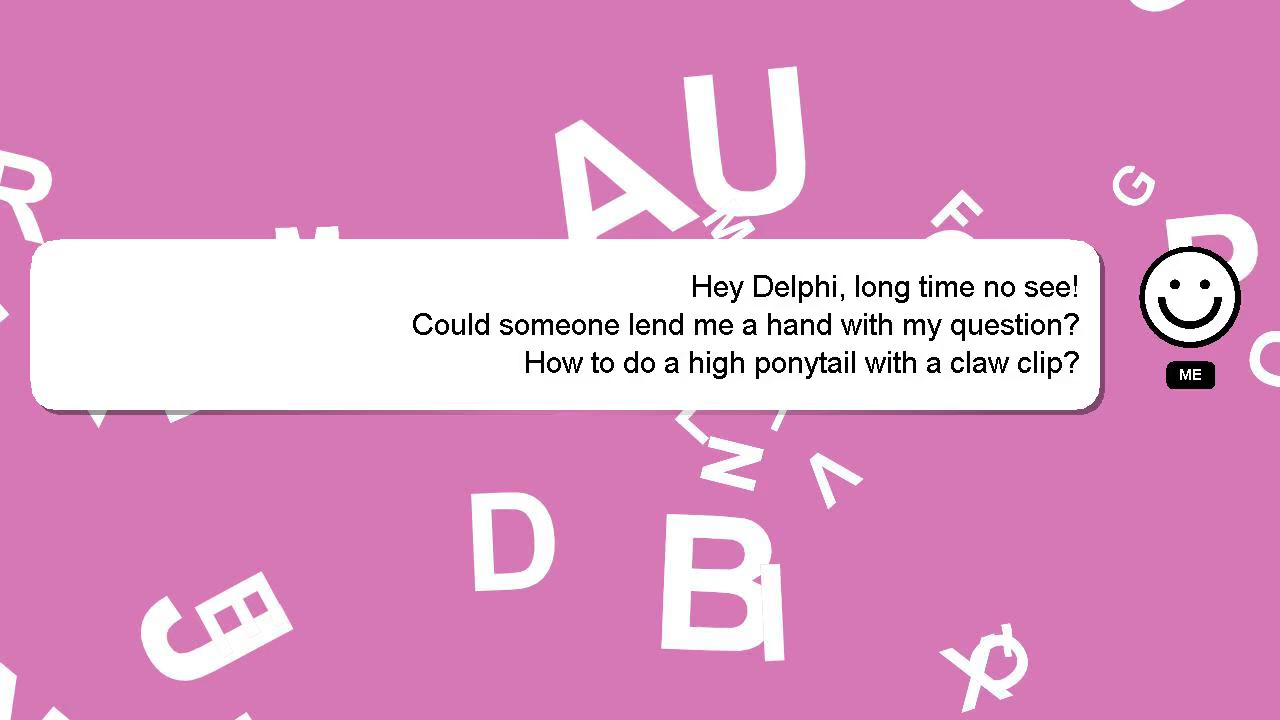 R
A
U
M
M
F
G
Hey Delphi, long time no see!
Could someone lend me a hand with my question?
How to do a high ponytail with a claw clip?
ME
L
N
V
D
B
I
J
E
X
Q